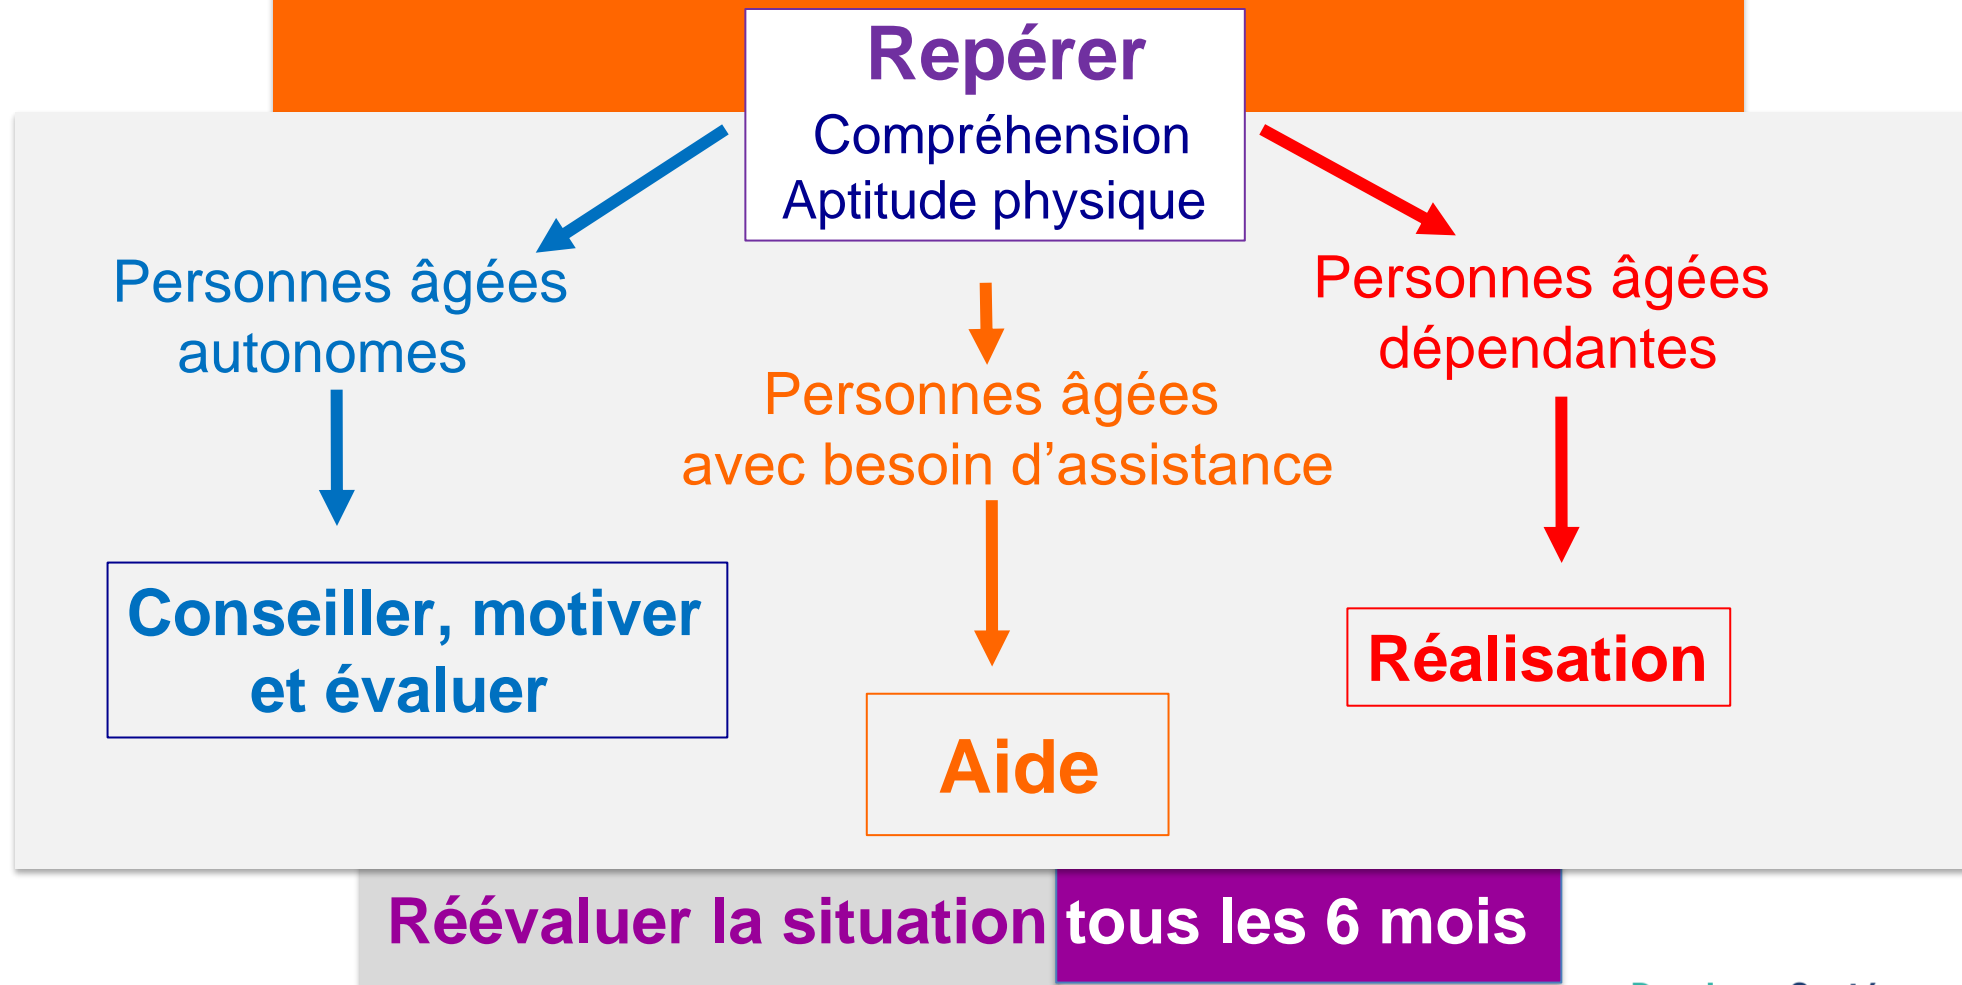 Repérer
Compréhension
Aptitude physique
Personnes âgées
autonomes
Personnes âgées
avec besoin d’assistance
Personnes âgées
dépendantes
Conseiller, motiver
et évaluer
Aide
Réalisation
Réévaluer la situation tous les 6 mois